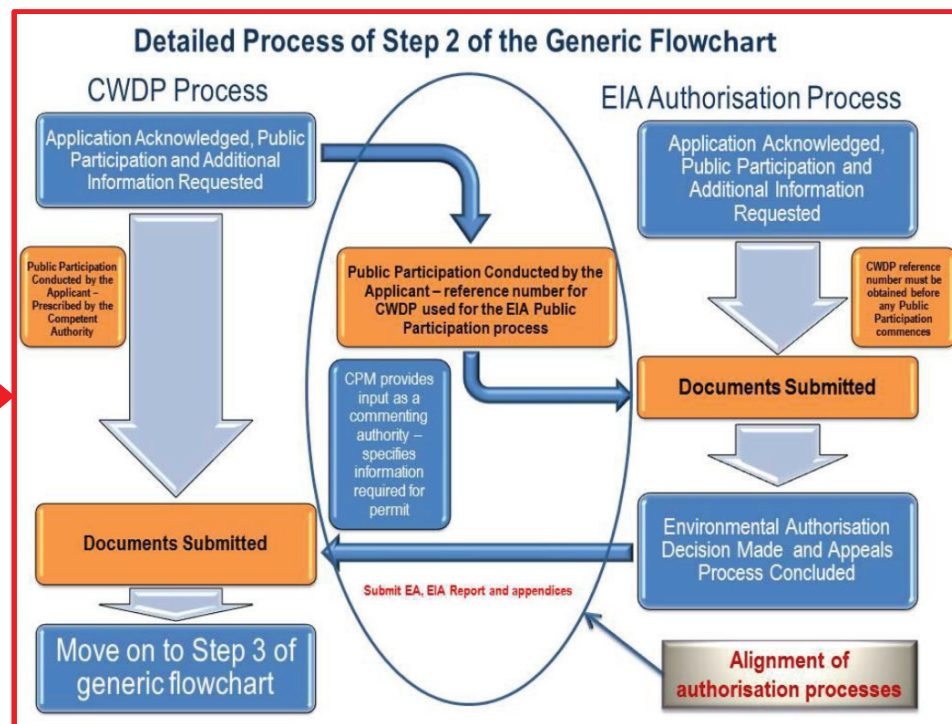 Detailed Process of Step 2 of the Generic Flowchart
CWDP Process
Application Acknowledged, Public
Participation and Additional
Information Requested
Public Participation
Conducted by the
Applicant –
Prescribed by the
Competent
Authority
Documents Submitted
Move on to Step 3 of
generic flowchart
Public Participation Conducted by the
Applicant – reference number for
CWDP used for the EIA Public
Participation process
CPM provides
input as a
commenting
authority –
specifies
information
required for
permit
Submit EA, EIA Report and appendices
EIA Authorisation Process
Application Acknowledged,
Public Participation and
Additional Information
Requested
CWDP reference
number must be
obtained before
any Public
Participation
commences
Documents Submitted
Environmental Authorisation
Decision Made and Appeals
Process Concluded
Alignment of
authorisation processes